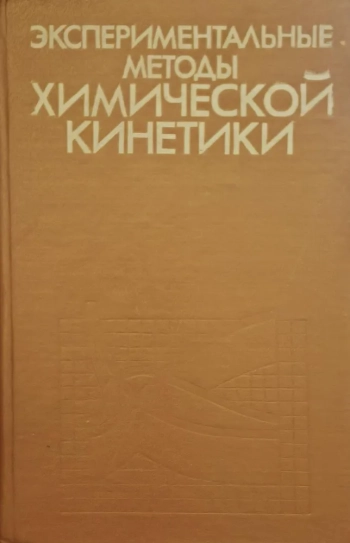 ЭКСПЕРИМЕНТАЛЬНЫЕ
МЕТОДЫ
ХИМИЧЕСКОЙ
КИНЕТИКИ